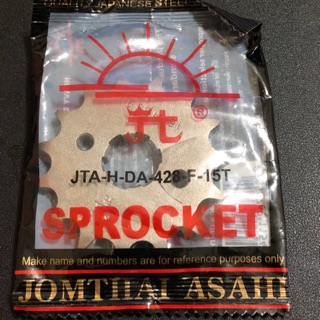 QUALITY JAPANESE STEEL
Jt
JTA-H-DA-428-F-15T
SPROCKET
Make name and numbers are for reference purposes only
JOMTHAI ASAHI